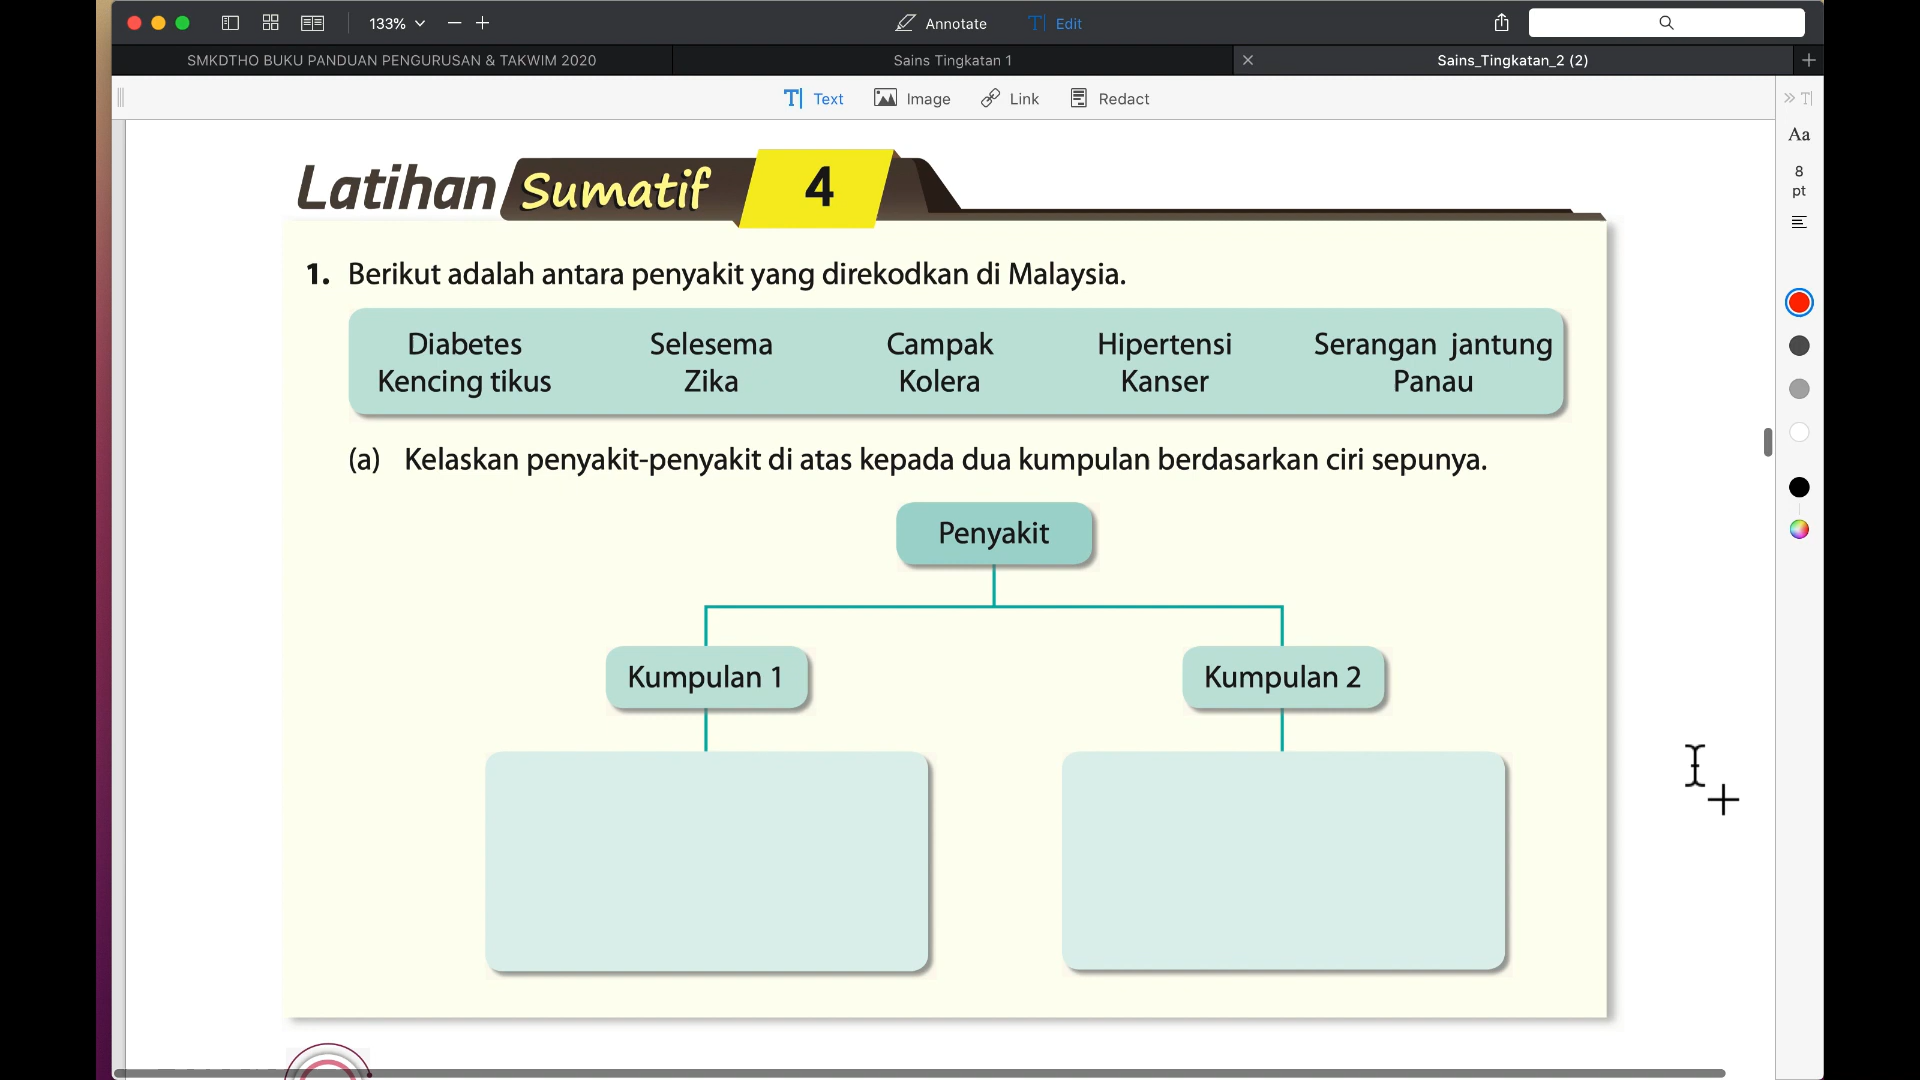 133%
Annotate
Edit
SMKDTHO BUKU PANDUAN PENGURUSAN & TAKWIM 2020
Sains Tingkatan 1
Sains_Tingkatan_2 (2)
Text
Image
Link
Redact
Aa
8
pt
Latihan Sumatif 4
1. Berikut adalah antara penyakit yang direkodkan di Malaysia.
Diabetes Selesema Campak Hipertensi Serangan jantung
Kencing tikus Zika Kolera Kanser Panau
(a) Kelaskan penyakit-penyakit di atas kepada dua kumpulan berdasarkan ciri sepunya.
Penyakit
Kumpulan 1
Kumpulan 2